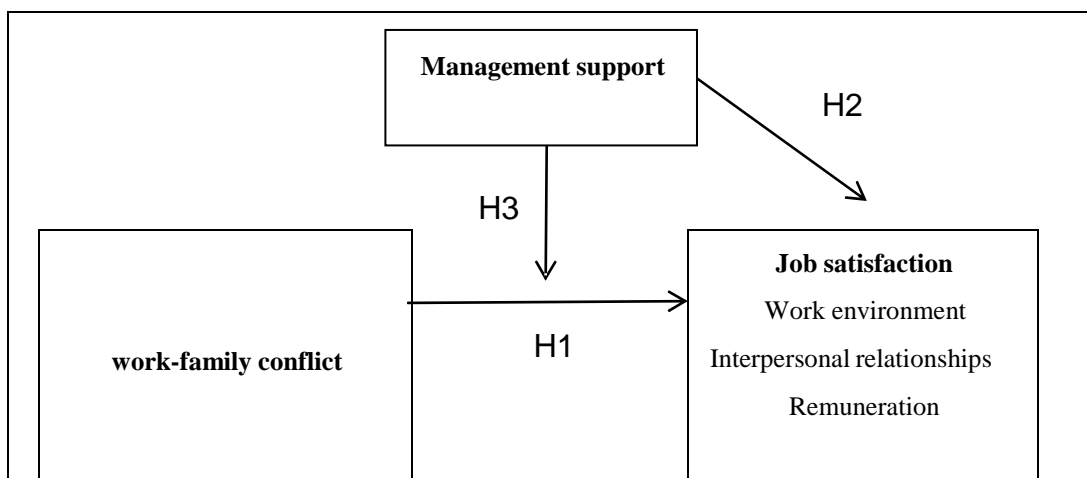 Management support
H2
H3
Job satisfaction
Work environment
Interpersonal relationships
Remuneration
work-family conflict
H1